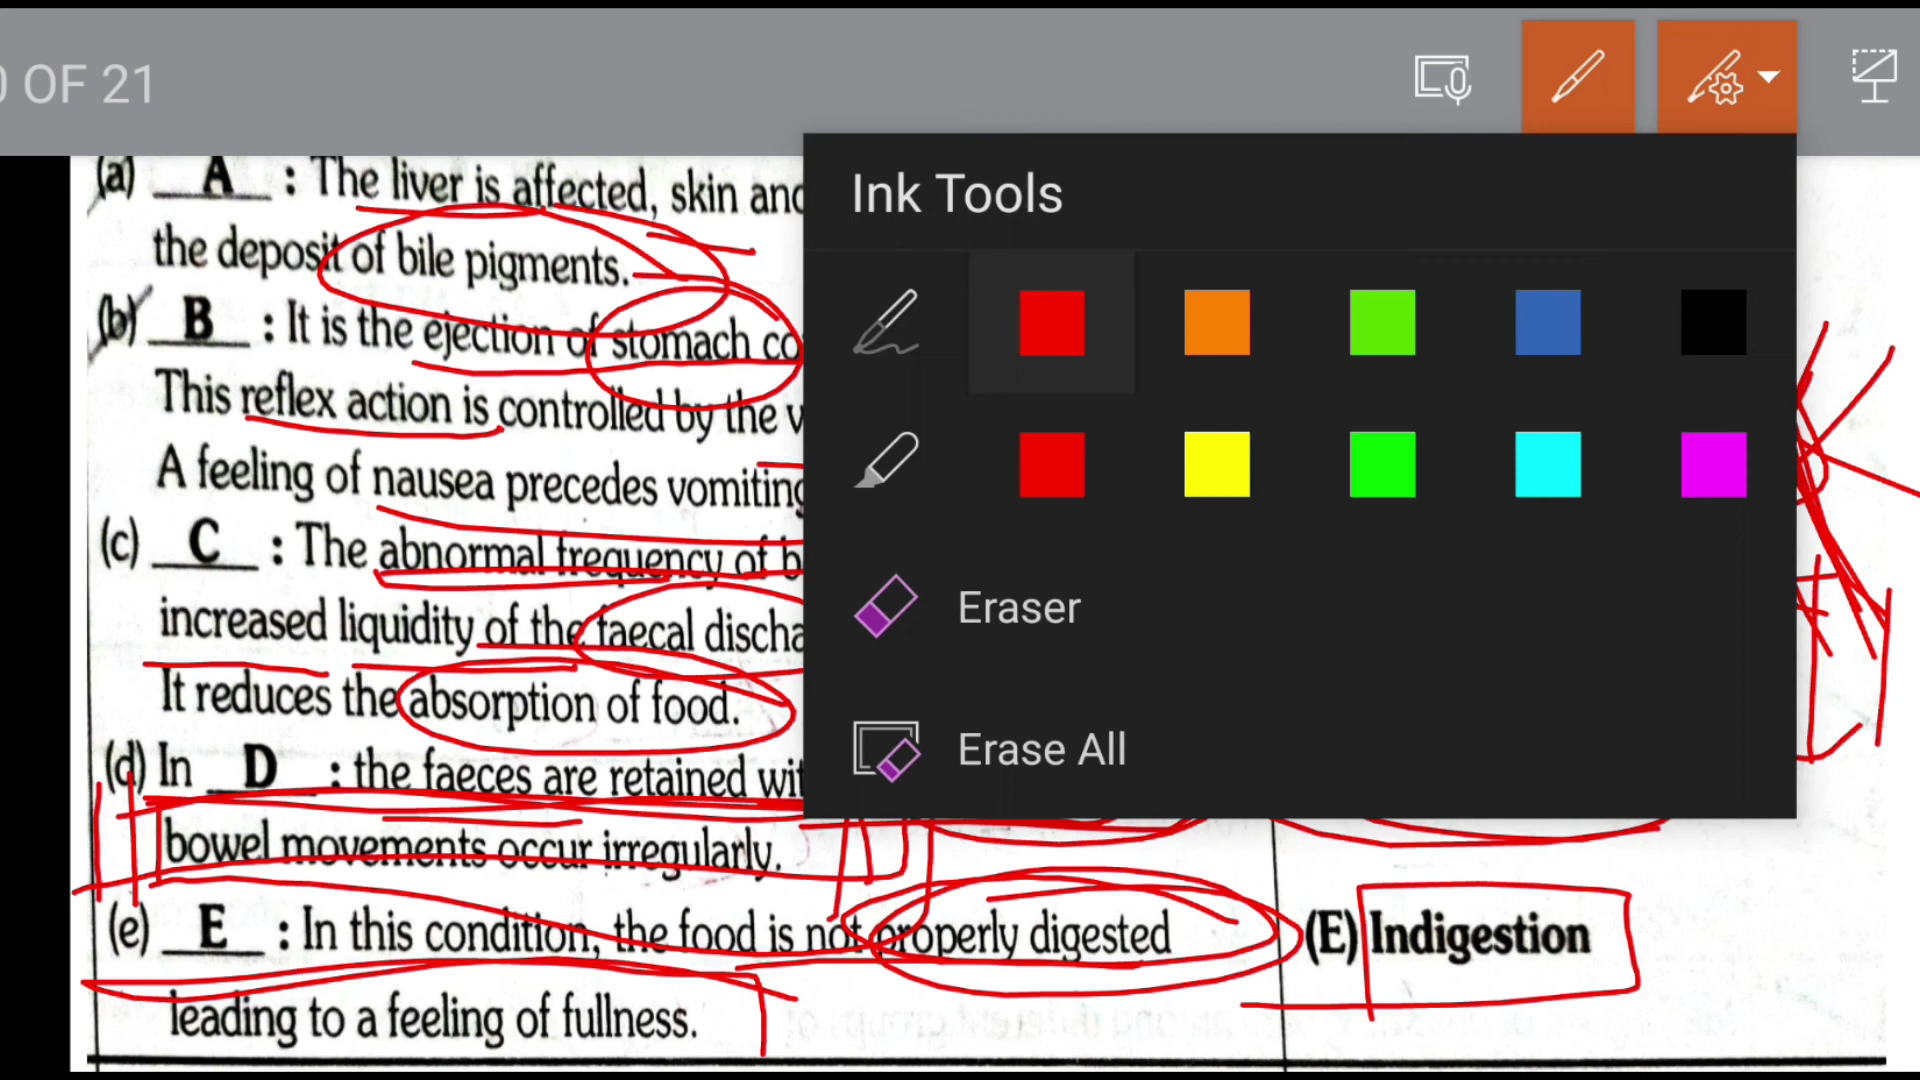 OF 21
Ink Tools
Eraser
Erase All
(a) A : The liver is affected, skin and
the deposit of bile pigments.
(b) B : It is the ejection of stomach co
This reflex action is controlled by the v
A feeling of nausea precedes vomiting
(c) C : The abnormal frequency of b
increased liquidity of the faecal discha
It reduces the absorption of food.
(d) In D : the faeces are retained wit
bowel movements occur irregularly.
(e) E : In this condition, the food is not properly digested (E) Indigestion
leading to a feeling of fullness.